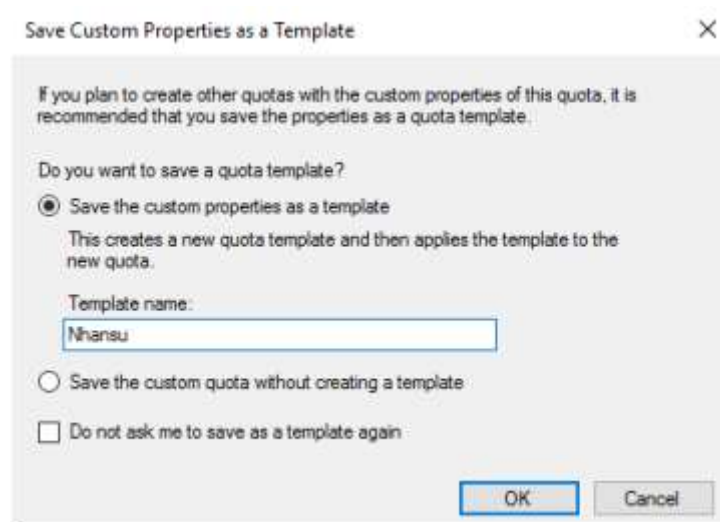 Save Custom Properties as a Template
If you plan to create other quotas with the custom properties of this quota, it is
recommended that you save the properties as a quota template.
Do you want to save a quota template?
Save the custom properties as a template
This creates a new quota template and then applies the template to the
new quota.
Template name:
Nhansu
Save the custom quota without creating a template
Do not ask me to save as a template again
OK Cancel